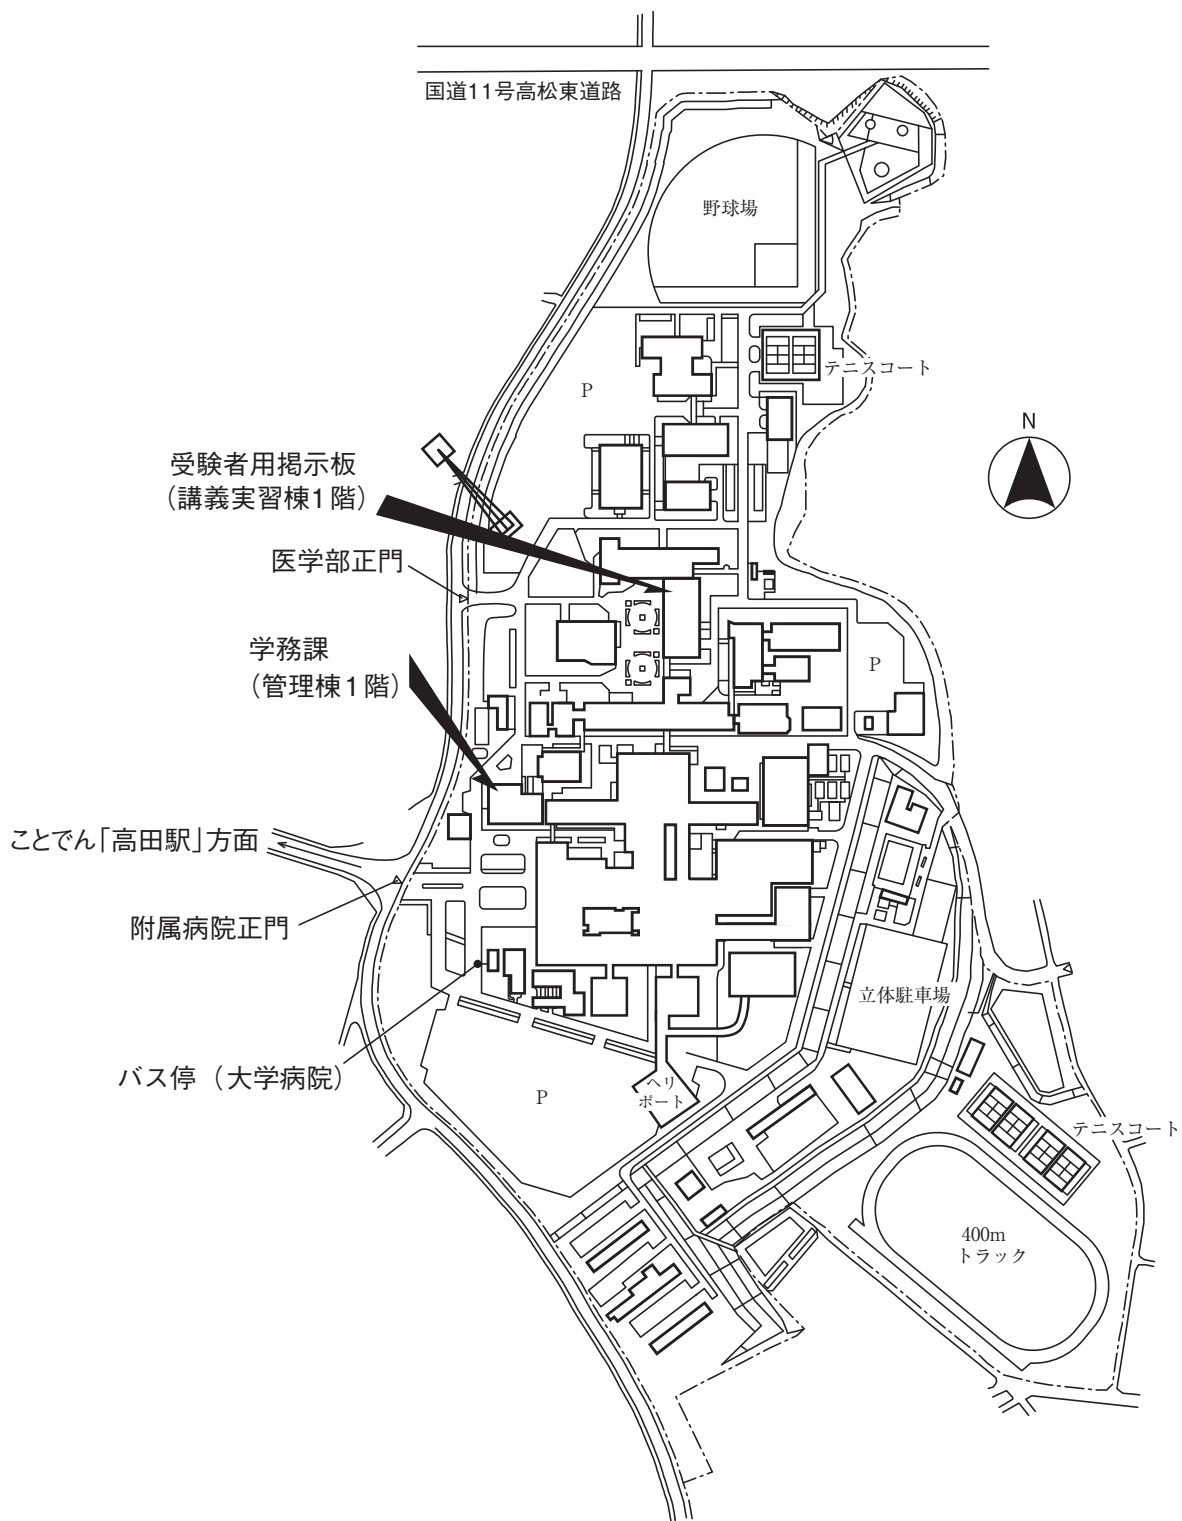 国道11号高松東道路
野球場
テニスコート
P
N
受験者用掲示板
（講義実習棟1階）
医学部正門
学務課
（管理棟1階）
P
ことでん「高田駅」方面
附属病院正門
立体駐車場
バス停（大学病院）
P
ヘリ
ポート
テニスコート
400m
トラック